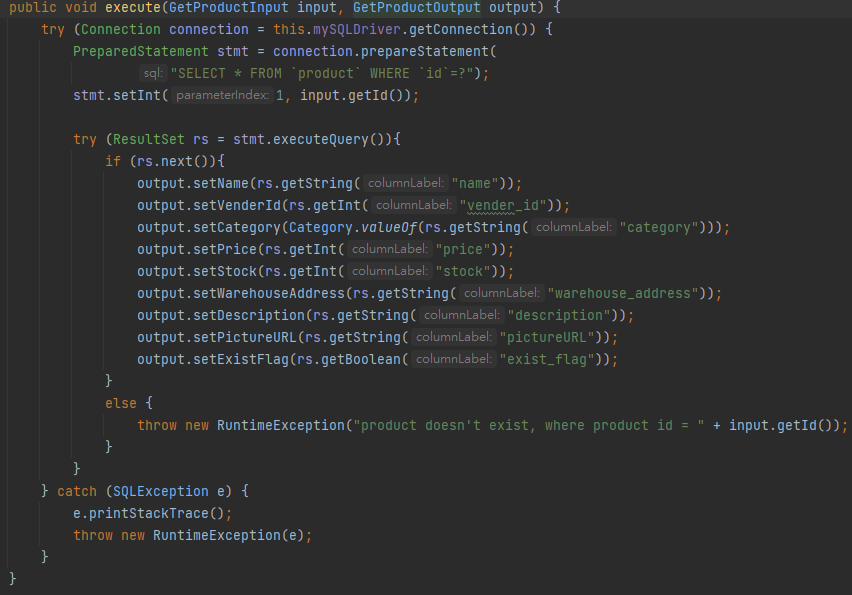 public void execute(GetProductInput input, GetProductOutput output) {
try (Connection connection = this.mySQLDriver.getConnection()) {
PreparedStatement stmt = connection.prepareStatement(
sql: "SELECT * FROM `product` WHERE `id`=?");
stmt.setInt( parameterIndex: 1, input.getId());
try (ResultSet rs = stmt.executeQuery()){
if (rs.next()){
output.setName(rs.getString( columnLabel: "name"));
output.setVenderId(rs.getInt( columnLabel: "vender_id"));
output.setCategory(Category.valueOf(rs.getString( columnLabel: "category")));
output.setPrice(rs.getInt( columnLabel: "price"));
output.setStock(rs.getInt( columnLabel: "stock"));
output.setWarehouseAddress(rs.getString( columnLabel: "warehouse_address"));
output.setDescription(rs.getString( columnLabel: "description"));
output.setPictureURL(rs.getString( columnLabel: "pictureURL"));
output.setExistFlag(rs.getBoolean( columnLabel: "exist_flag"));
}
else {
throw new RuntimeException("product doesn't exist, where product id = " + input.getId());
}
}
} catch (SQLException e) {
e.printStackTrace();
throw new RuntimeException(e);
}
}